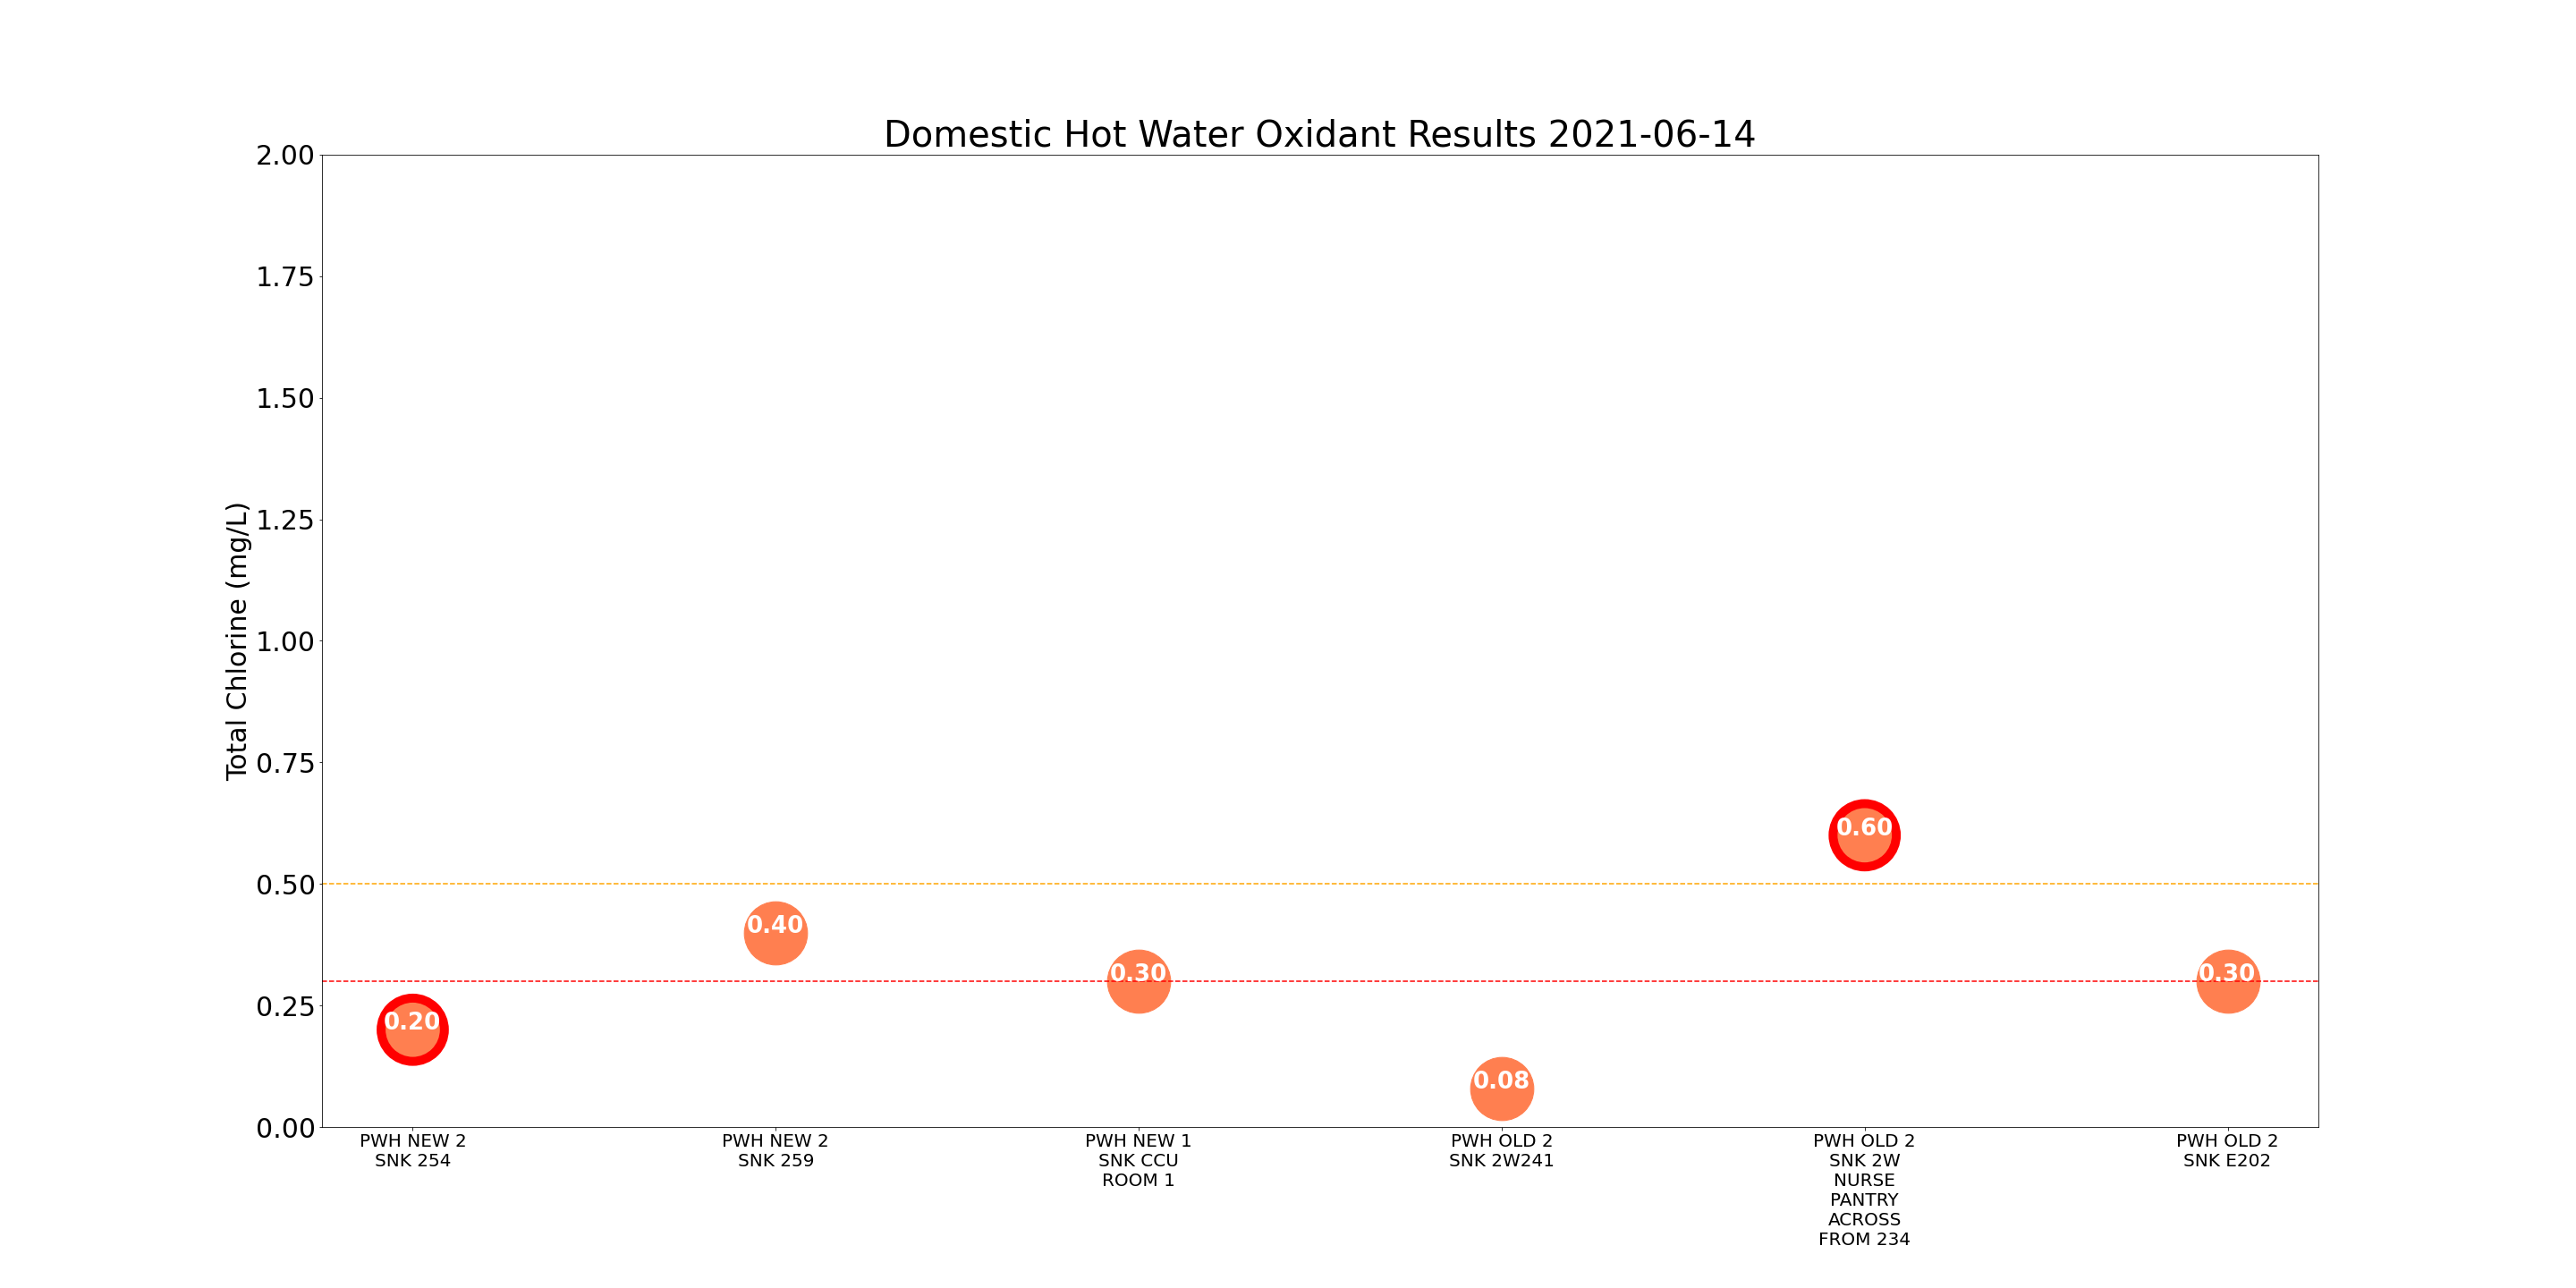 Domestic Hot Water Oxidant Results 2021-06-14
Total Chlorine (mg/L)
2.00
1.75
1.50
1.25
1.00
0.75
0.50
0.25
0.00
0.20
0.40
0.30
0.08
0.60
0.30
PWH NEW 2
SNK 254
PWH NEW 2
SNK 259
PWH NEW 1
SNK CCU
ROOM 1
PWH OLD 2
SNK 2W241
PWH OLD 2
SNK 2W
NURSE
PANTRY
ACROSS
FROM 234
PWH OLD 2
SNK E202